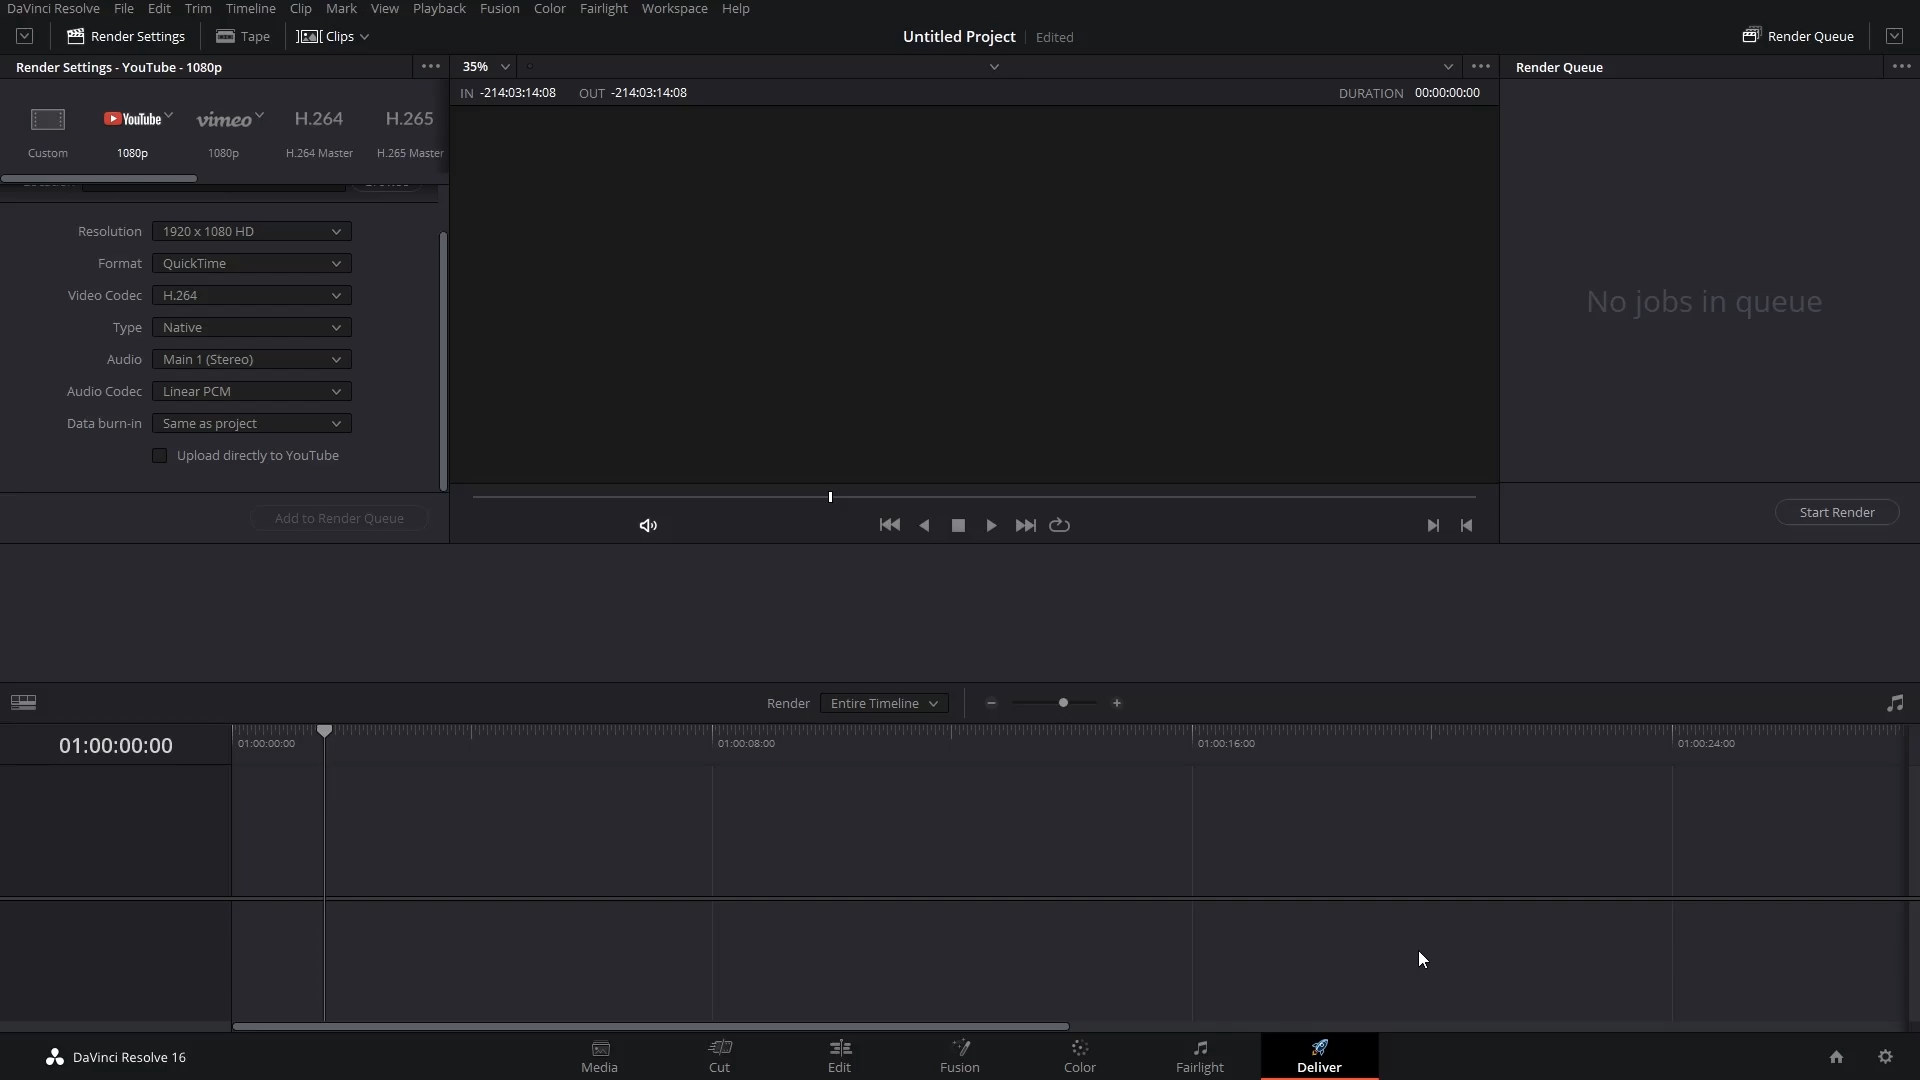 DaVinci Resolve File Edit Trim Timeline Clip Mark View Playback Fusion Color Fairlight Workspace Help
Render Settings Tape Clips Untitled Project Edited Render Queue
Render Settings - YouTube - 1080p 35% Render Queue
IN -214:03:14:08 OUT -214:03:14:08 DURATION 00:00:00:00
YouTube vimeo H.264 H.265
Custom 1080p 1080p H.264 Master H.265 Master
Resolution 1920 x 1080 HD
Format QuickTime
Video Codec H.264
Type Native
Audio Main 1 (Stereo)
Audio Codec Linear PCM
Data burn-in Same as project
Upload directly to YouTube
Add to Render Queue
No jobs in queue
Start Render
Render Entire Timeline
01:00:00:00 01:00:00:00 01:00:08:00 01:00:16:00 01:00:24:00
DaVinci Resolve 16 Media Cut Edit Fusion Color Fairlight Deliver